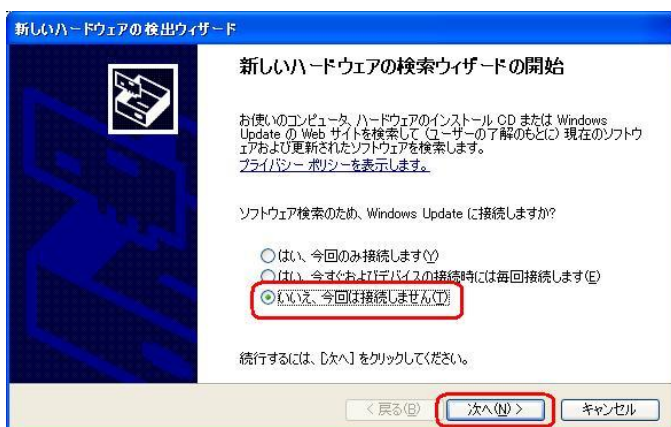 新しいハードウェアの検出ウィザード
新しいハードウェアの検索ウィザードの開始
お使いのコンピュータ、ハードウェアのインストール CD または Windows
Update の Web サイトを検索して (ユーザーの了解のもとに) 現在のソフトウ
ェアおよび更新されたソフトウェアを検索します。
プライバシー ポリシーを表示します。
ソフトウェア検索のため、Windows Update に接続しますか?
はい、今回のみ接続します(Y)
はい、今すぐおよびデバイスの接続時には毎回接続します(E)
いいえ、今回は接続しません(T)
続行するには、[次へ] をクリックしてください。
< 戻る(B) 次へ(N) > キャンセル